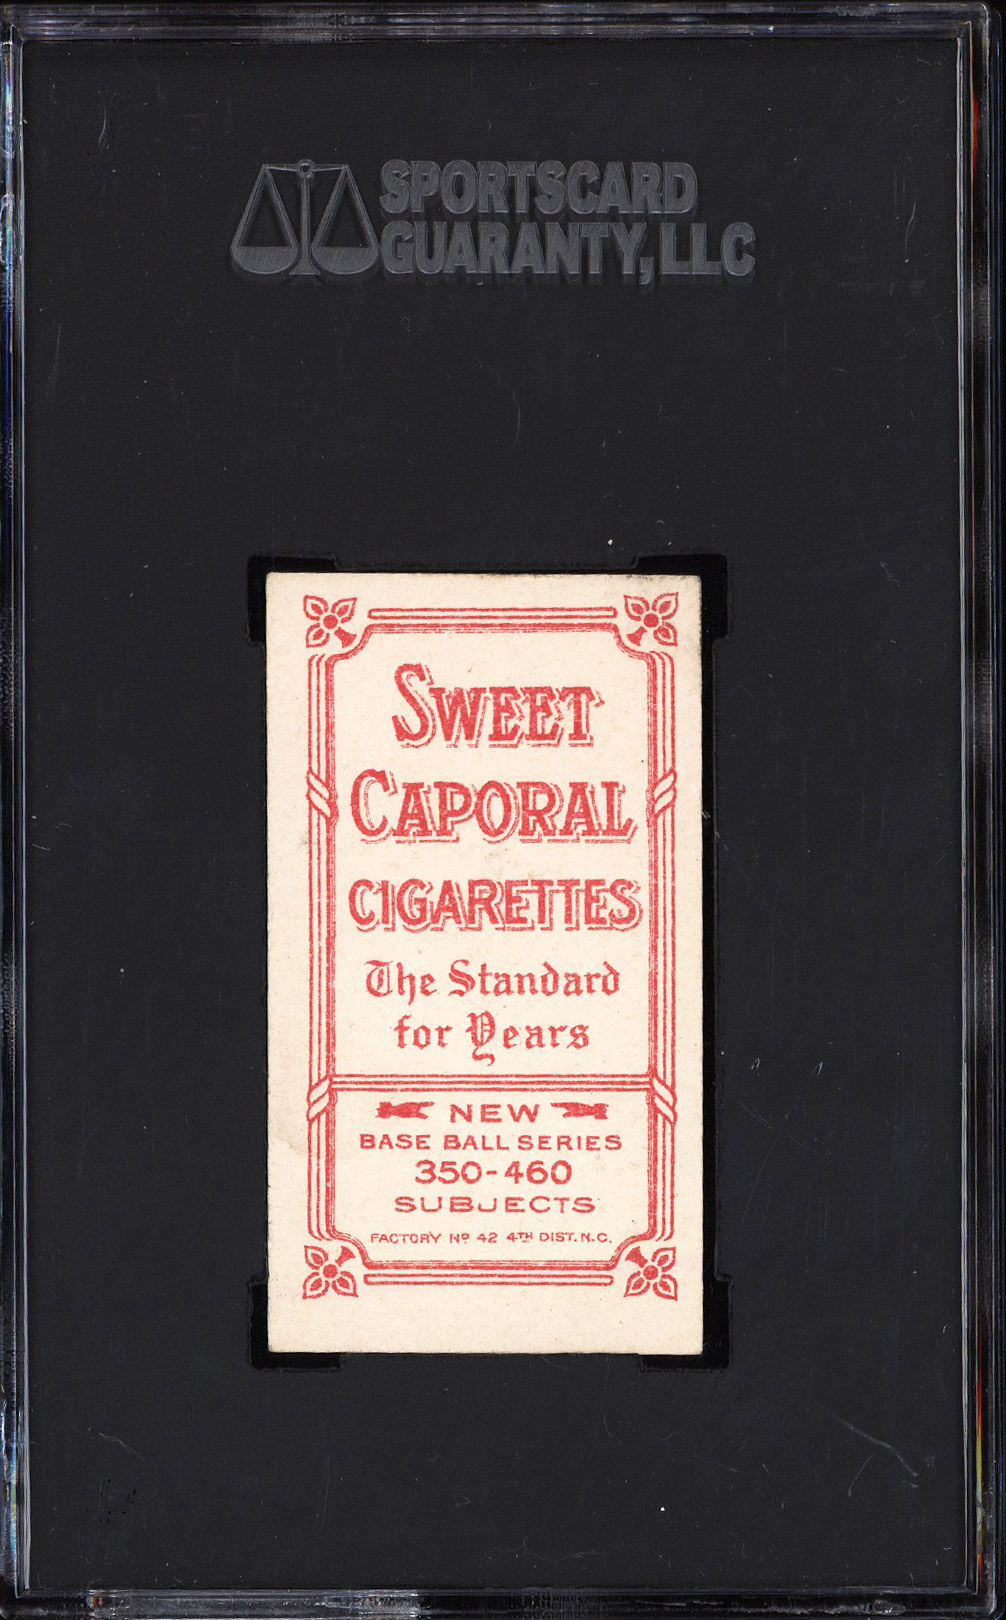 SPORTSCARD
GUARANTY, LLC
SWEET
CAPORAL
CIGARETTES
The Standard
for Years
NEW
BASE BALL SERIES
350-460
SUBJECTS
FACTORY Nº 42 4TH DIST. N.C.